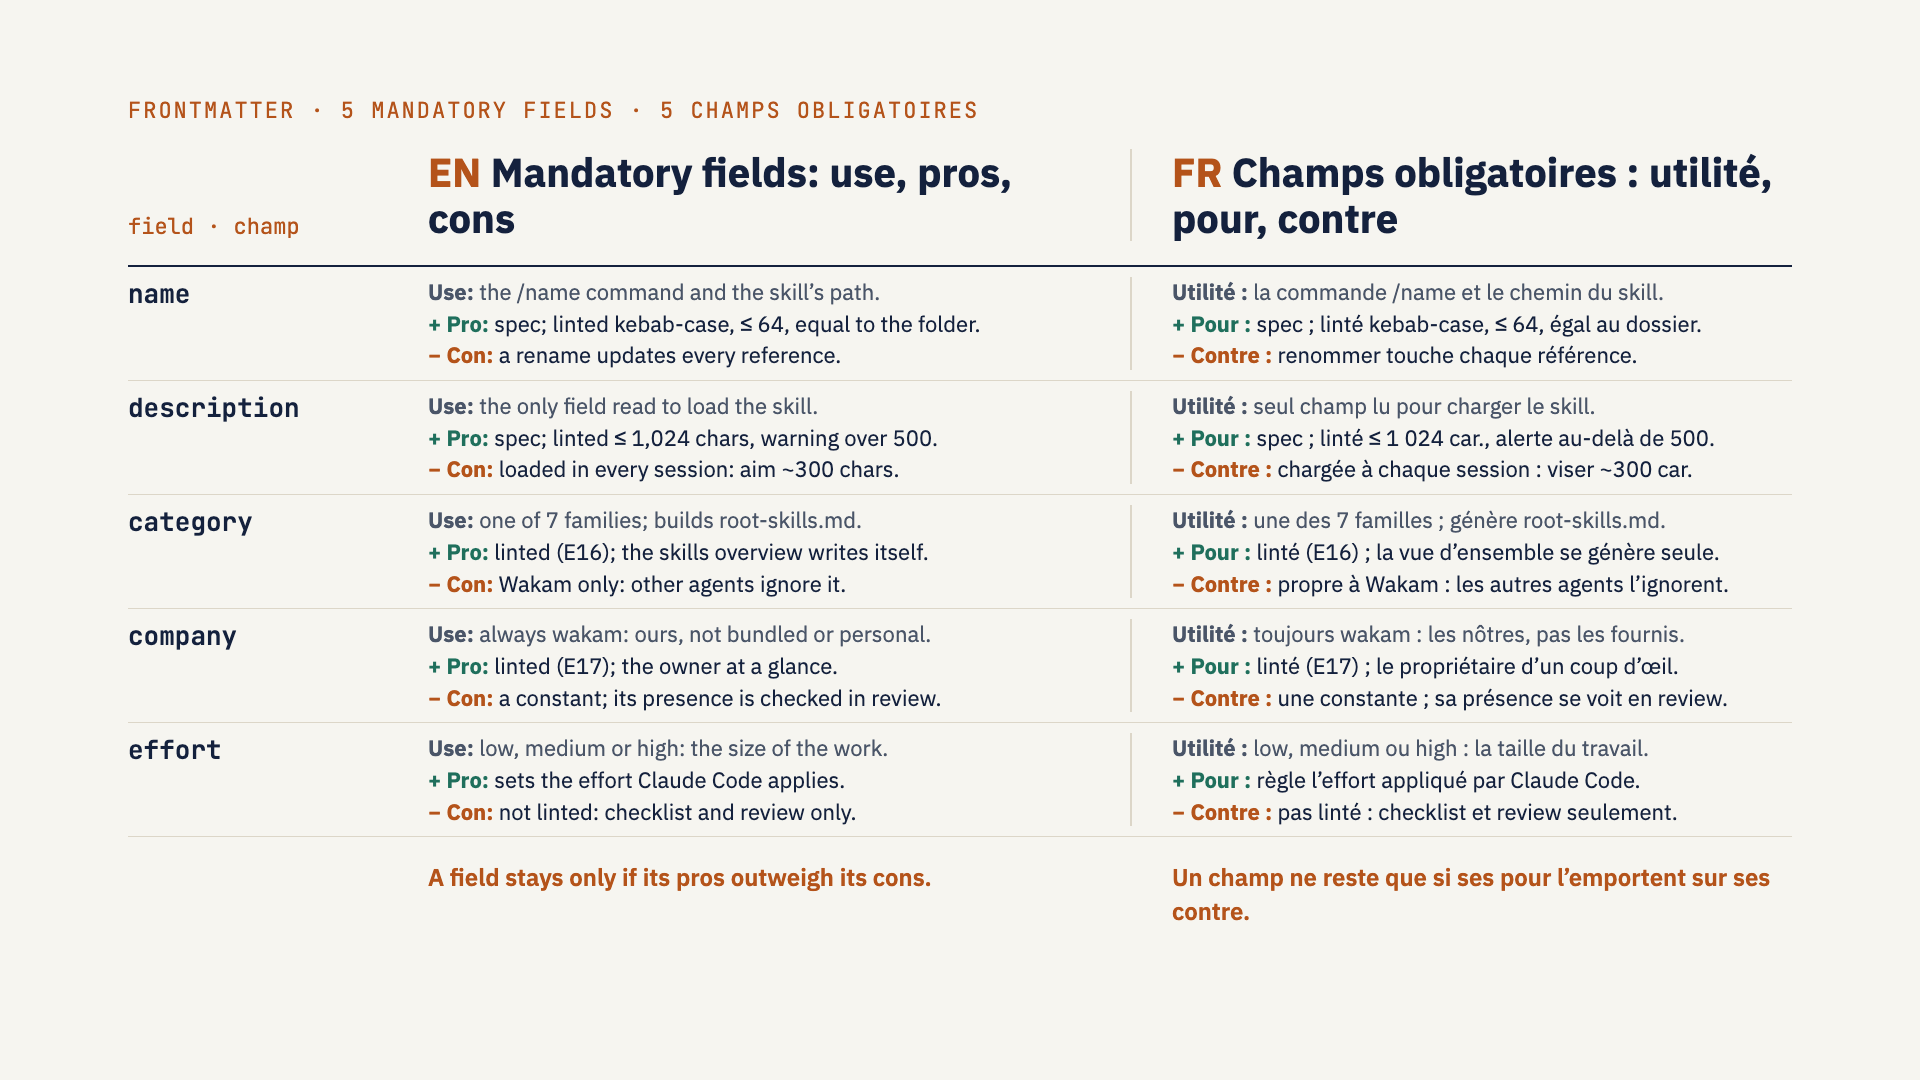 FRONTMATTER · 5 MANDATORY FIELDS · 5 CHAMPS OBLIGATOIRES
field · champ
EN Mandatory fields: use, pros,
cons
FR Champs obligatoires : utilité,
pour, contre
name
Use: the /name command and the skill’s path.
+ Pro: spec; linted kebab-case, ≤ 64, equal to the folder.
– Con: a rename updates every reference.
Utilité : la commande /name et le chemin du skill.
+ Pour : spec ; linté kebab-case, ≤ 64, égal au dossier.
– Contre : renommer touche chaque référence.
description
Use: the only field read to load the skill.
+ Pro: spec; linted ≤ 1,024 chars, warning over 500.
– Con: loaded in every session: aim ~300 chars.
Utilité : seul champ lu pour charger le skill.
+ Pour : spec ; linté ≤ 1 024 car., alerte au-delà de 500.
– Contre : chargée à chaque session : viser ~300 car.
category
Use: one of 7 families; builds root-skills.md.
+ Pro: linted (E16); the skills overview writes itself.
– Con: Wakam only: other agents ignore it.
Utilité : une des 7 familles ; génère root-skills.md.
+ Pour : linté (E16) ; la vue d’ensemble se génère seule.
– Contre : propre à Wakam : les autres agents l’ignorent.
company
Use: always wakam: ours, not bundled or personal.
+ Pro: linted (E17); the owner at a glance.
– Con: a constant; its presence is checked in review.
Utilité : toujours wakam : les nôtres, pas les fournis.
+ Pour : linté (E17) ; le propriétaire d’un coup d’œil.
– Contre : une constante ; sa présence se voit en review.
effort
Use: low, medium or high: the size of the work.
+ Pro: sets the effort Claude Code applies.
– Con: not linted: checklist and review only.
Utilité : low, medium ou high : la taille du travail.
+ Pour : règle l’effort appliqué par Claude Code.
– Contre : pas linté : checklist et review seulement.
A field stays only if its pros outweigh its cons.
Un champ ne reste que si ses pour l’emportent sur ses
contre.